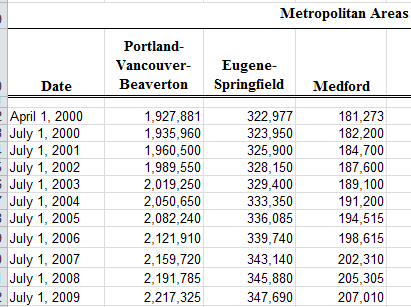 Metropolitan Areas
Portland-
Vancouver- Eugene-
Date Beaverton Springfield Medford
April 1, 2000 1,927,881 322,977 181,273
July 1, 2000 1,935,960 323,950 182,200
July 1, 2001 1,960,500 325,900 184,700
July 1, 2002 1,989,550 328,150 187,600
July 1, 2003 2,019,250 329,400 189,100
July 1, 2004 2,050,650 333,350 191,200
July 1, 2005 2,082,240 336,085 194,515
July 1, 2006 2,121,910 339,740 198,615
July 1, 2007 2,159,720 343,140 202,310
July 1, 2008 2,191,785 345,880 205,305
July 1, 2009 2,217,325 347,690 207,010